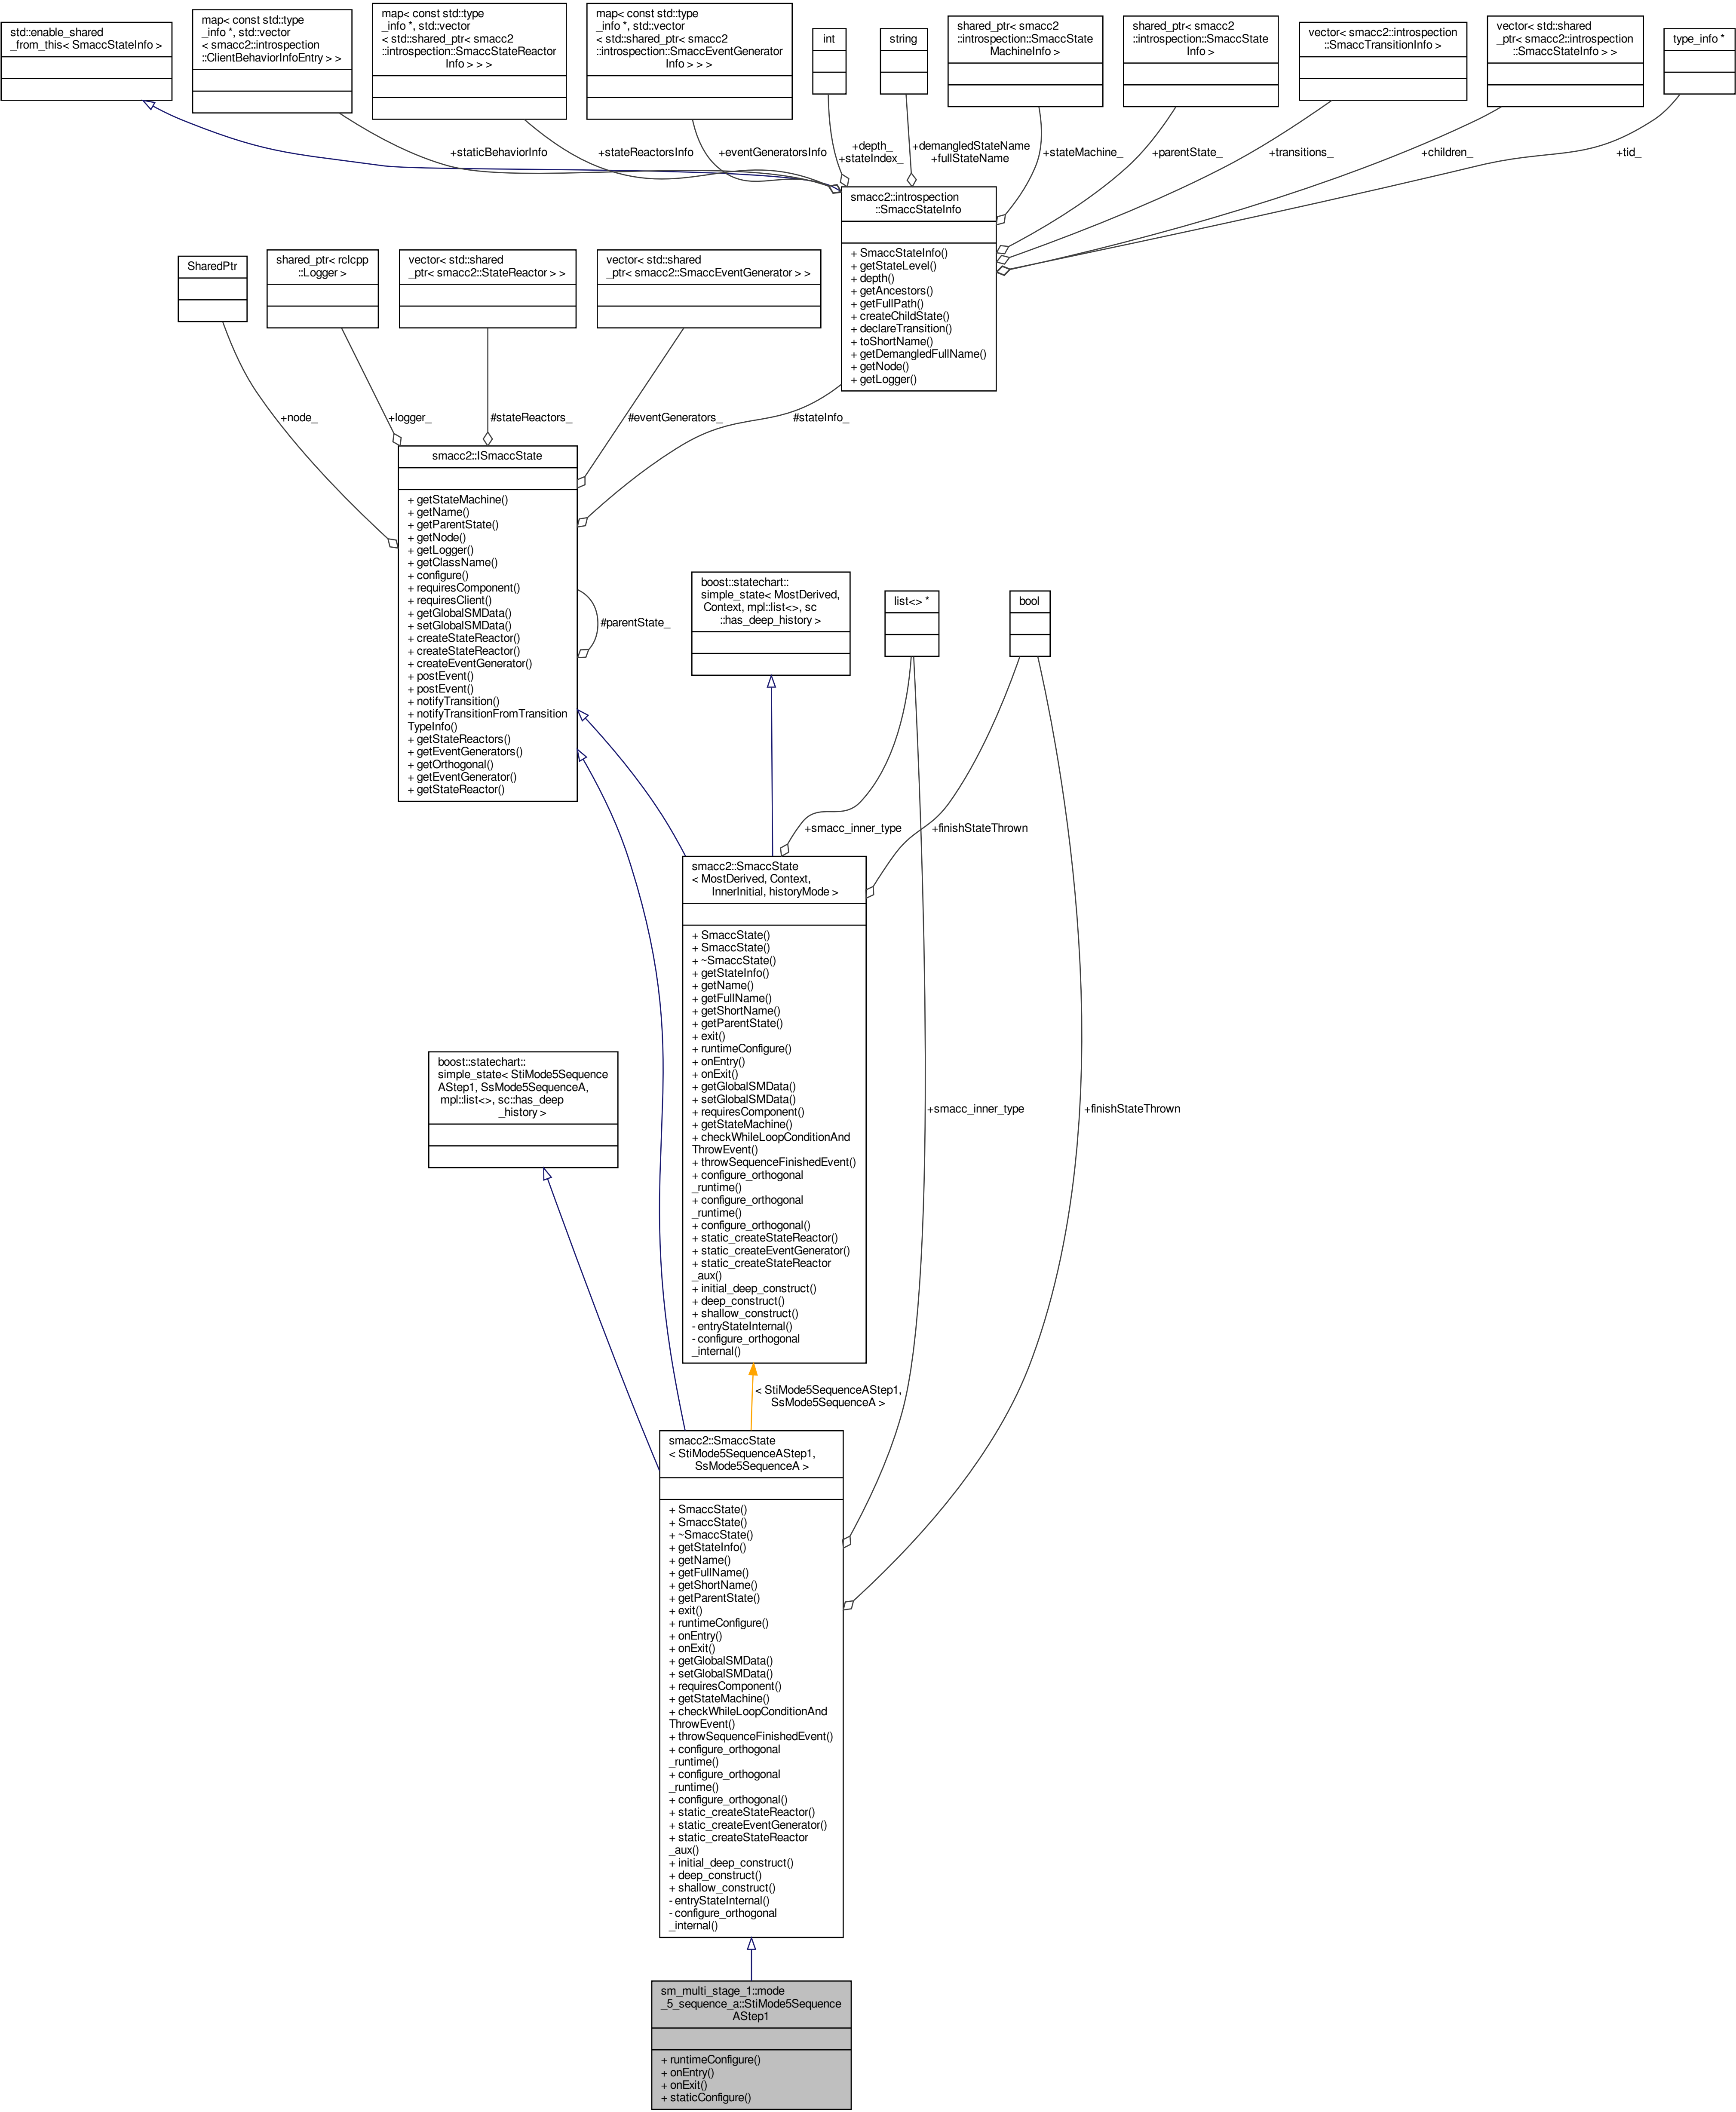 std::enable_shared
_from_this< SmaccStateInfo >
map< const std::type
_info *, std::vector
< smacc2::introspection
::ClientBehaviorInfoEntry > >
map< const std::type
_info *, std::vector
< std::shared_ptr< smacc2
::introspection::SmaccStateReactor
Info > > >
map< const std::type
_info *, std::vector
< std::shared_ptr< smacc2
::introspection::SmaccEventGenerator
Info > > >
int
string
shared_ptr< smacc2
::introspection::SmaccState
MachineInfo >
shared_ptr< smacc2
::introspection::SmaccState
Info >
vector< smacc2::introspection
::SmaccTransitionInfo >
vector< std::shared
_ptr< smacc2::introspection
::SmaccStateInfo > >
type_info *
+staticBehaviorInfo
+stateReactorsInfo
+eventGeneratorsInfo
+depth_
+stateIndex_
+demangledStateName
+fullStateName
+stateMachine_
+parentState_
+transitions_
+children_
+tid_
smacc2::introspection
::SmaccStateInfo
+ SmaccStateInfo()
+ getStateLevel()
+ depth()
+ getAncestors()
+ getFullPath()
+ createChildState()
+ declareTransition()
+ toShortName()
+ getDemangledFullName()
+ getNode()
+ getLogger()
SharedPtr
shared_ptr< rclcpp
::Logger >
vector< std::shared
_ptr< smacc2::StateReactor > >
vector< std::shared
_ptr< smacc2::SmaccEventGenerator > >
+node_
+logger_
#stateReactors_
#eventGenerators_
#stateInfo_
smacc2::ISmaccState
+ getStateMachine()
+ getName()
+ getParentState()
+ getNode()
+ getLogger()
+ getClassName()
+ configure()
+ requiresComponent()
+ requiresClient()
+ getGlobalSMData()
+ setGlobalSMData()
+ createStateReactor()
+ createStateReactor()
+ createEventGenerator()
+ postEvent()
+ postEvent()
+ notifyTransition()
+ notifyTransitionFromTransition
TypeInfo()
+ getStateReactors()
+ getEventGenerators()
+ getOrthogonal()
+ getEventGenerator()
+ getStateReactor()
#parentState_
boost::statechart::
simple_state< MostDerived,
Context, mpl::list<>, sc
::has_deep_history >
list<> *
bool
+smacc_inner_type
+finishStateThrown
smacc2::SmaccState
< MostDerived, Context,
InnerInitial, historyMode >
+ SmaccState()
+ SmaccState()
+ ~SmaccState()
+ getStateInfo()
+ getName()
+ getFullName()
+ getShortName()
+ getParentState()
+ exit()
+ runtimeConfigure()
+ onEntry()
+ onExit()
+ getGlobalSMData()
+ setGlobalSMData()
+ requiresComponent()
+ getStateMachine()
+ checkWhileLoopConditionAnd
ThrowEvent()
+ throwSequenceFinishedEvent()
+ configure_orthogonal
_runtime()
+ configure_orthogonal
_runtime()
+ configure_orthogonal()
+ static_createStateReactor()
+ static_createEventGenerator()
+ static_createStateReactor
_aux()
+ initial_deep_construct()
+ deep_construct()
+ shallow_construct()
- entryStateInternal()
- configure_orthogonal
_internal()
boost::statechart::
simple_state< StiMode5Sequence
AStep1, SsMode5SequenceA,
mpl::list<>, sc::has_deep
_history >
+smacc_inner_type
+finishStateThrown
< StiMode5SequenceAStep1,
SsMode5SequenceA >
smacc2::SmaccState
< StiMode5SequenceAStep1,
SsMode5SequenceA >
+ SmaccState()
+ SmaccState()
+ ~SmaccState()
+ getStateInfo()
+ getName()
+ getFullName()
+ getShortName()
+ getParentState()
+ exit()
+ runtimeConfigure()
+ onEntry()
+ onExit()
+ getGlobalSMData()
+ setGlobalSMData()
+ requiresComponent()
+ getStateMachine()
+ checkWhileLoopConditionAnd
ThrowEvent()
+ throwSequenceFinishedEvent()
+ configure_orthogonal
_runtime()
+ configure_orthogonal
_runtime()
+ configure_orthogonal()
+ static_createStateReactor()
+ static_createEventGenerator()
+ static_createStateReactor
_aux()
+ initial_deep_construct()
+ deep_construct()
+ shallow_construct()
- entryStateInternal()
- configure_orthogonal
_internal()
sm_multi_stage_1::mode
_5_sequence_a::StiMode5Sequence
AStep1
+ runtimeConfigure()
+ onEntry()
+ onExit()
+ staticConfigure()